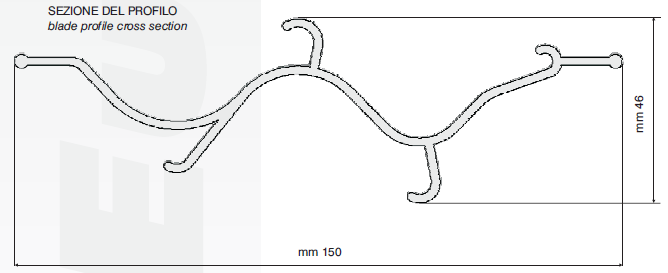 SEZIONE DEL PROFILO
blade profile cross section
mm 46
mm 150